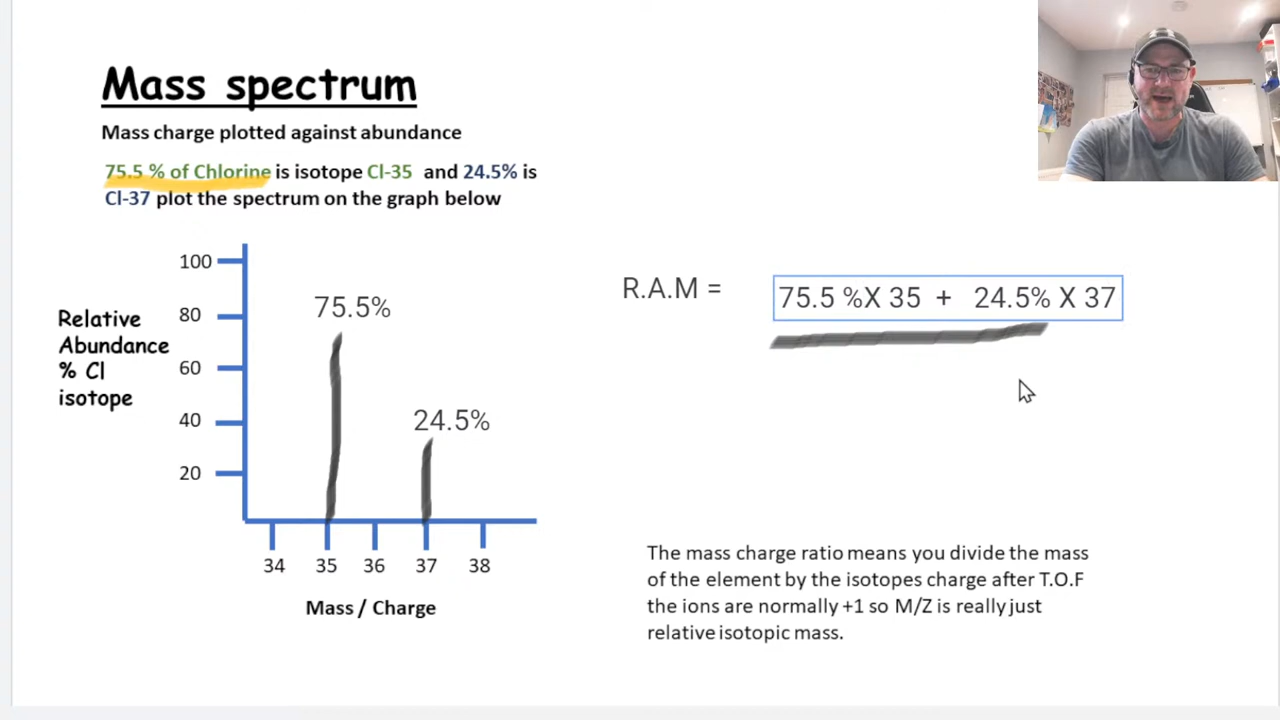 Mass spectrum
Mass charge plotted against abundance
75.5 % of Chlorine is isotope Cl-35 and 24.5% is
Cl-37 plot the spectrum on the graph below
Relative
Abundance
% Cl
isotope
100
80
60
40
20
75.5%
24.5%
34 35 36 37 38
Mass / Charge
R.A.M = 75.5 %X 35 + 24.5% X 37
The mass charge ratio means you divide the mass
of the element by the isotopes charge after T.O.F
the ions are normally +1 so M/Z is really just
relative isotopic mass.